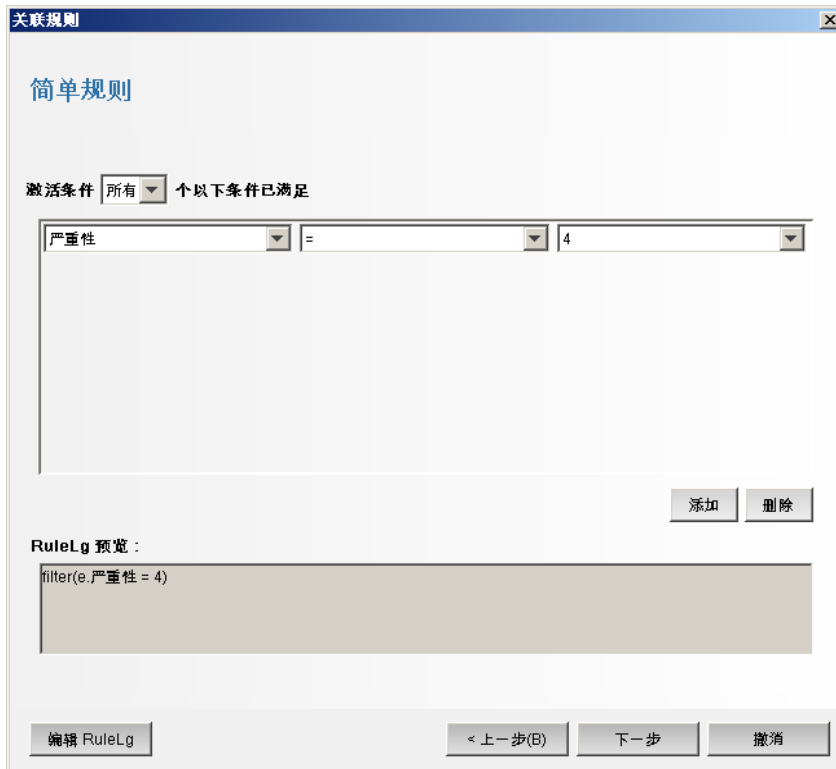 关联规则
简单规则
激活条件 所有 个以下条件已满足
严重性 = 4
添加 删除
RuleLg 预览：
filter(e.严重性 = 4)
编辑 RuleLg < 上一步(B) 下一步 撤消